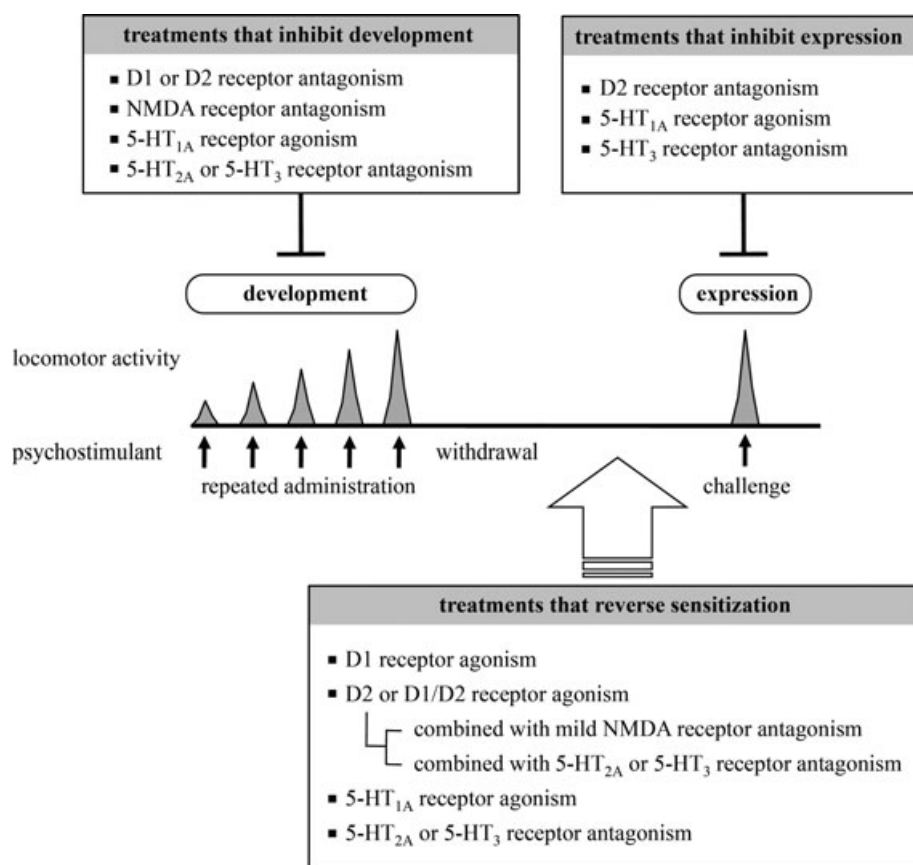 treatments that inhibit development
■ D1 or D2 receptor antagonism
■ NMDA receptor antagonism
■ 5-HT1A receptor agonism
■ 5-HT2A or 5-HT3 receptor antagonism
treatments that inhibit expression
■ D2 receptor antagonism
■ 5-HT1A receptor agonism
■ 5-HT3 receptor antagonism
development
expression
locomotor activity
psychostimulant
withdrawal
repeated administration
challenge
treatments that reverse sensitization
■ D1 receptor agonism
■ D2 or D1/D2 receptor agonism
combined with mild NMDA receptor antagonism
combined with 5-HT2A or 5-HT3 receptor antagonism
■ 5-HT1A receptor agonism
■ 5-HT2A or 5-HT3 receptor antagonism